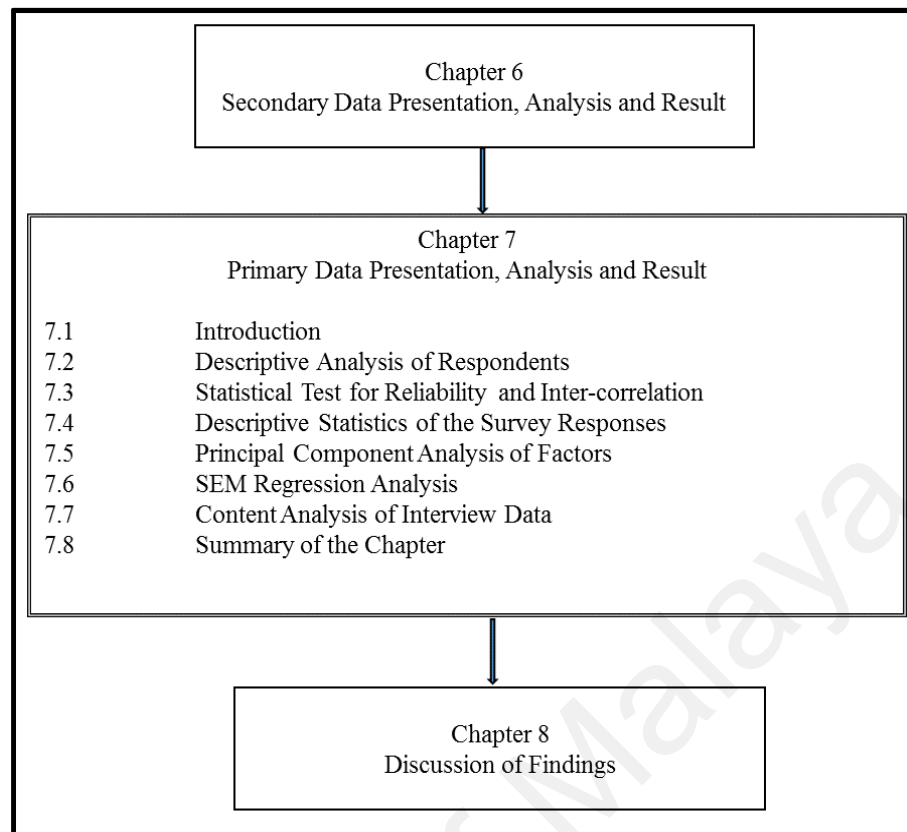 Chapter 6
Secondary Data Presentation, Analysis and Result
Chapter 7
Primary Data Presentation, Analysis and Result
7.1 Introduction
7.2 Descriptive Analysis of Respondents
7.3 Statistical Test for Reliability and Inter-correlation
7.4 Descriptive Statistics of the Survey Responses
7.5 Principal Component Analysis of Factors
7.6 SEM Regression Analysis
7.7 Content Analysis of Interview Data
7.8 Summary of the Chapter
Chapter 8
Discussion of Findings
Malaya